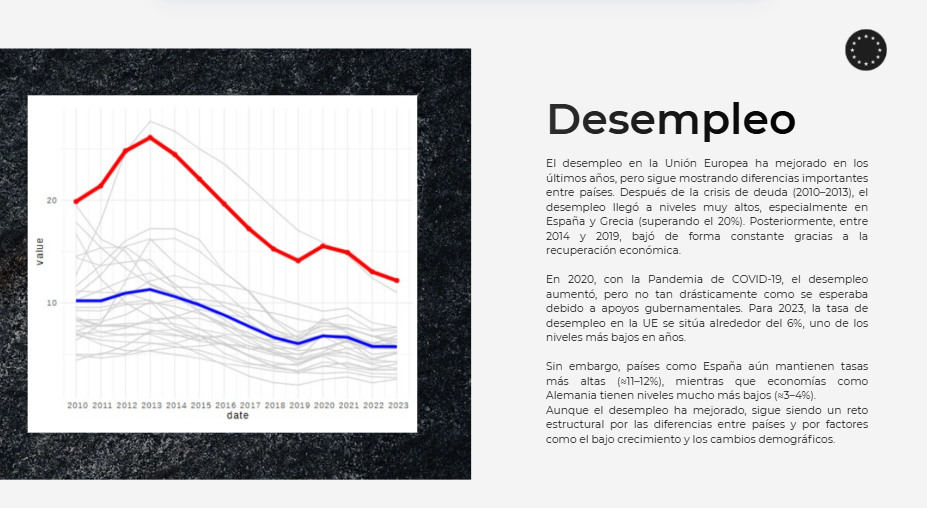 Desempleo
El desempleo en la Unión Europea ha mejorado en los
últimos años, pero sigue mostrando diferencias importantes
entre países. Después de la crisis de deuda (2010–2013), el
desempleo llegó a niveles muy altos, especialmente en
España y Grecia (superando el 20%). Posteriormente, entre
2014 y 2019, bajó de forma constante gracias a la
recuperación económica.
En 2020, con la Pandemia de COVID-19, el desempleo
aumentó, pero no tan drásticamente como se esperaba
debido a apoyos gubernamentales. Para 2023, la tasa de
desempleo en la UE se sitúa alrededor del 6%, uno de los
niveles más bajos en años.
Sin embargo, países como España aún mantienen tasas
más altas (≈11–12%), mientras que economías como
Alemania tienen niveles mucho más bajos (≈3–4%).
Aunque el desempleo ha mejorado, sigue siendo un reto
estructural por las diferencias entre países y por factores
como el bajo crecimiento y los cambios demográficos.
value
20
10
2010 2011 2012 2013 2014 2015 2016 2017 2018 2019 2020 2021 2022 2023
date